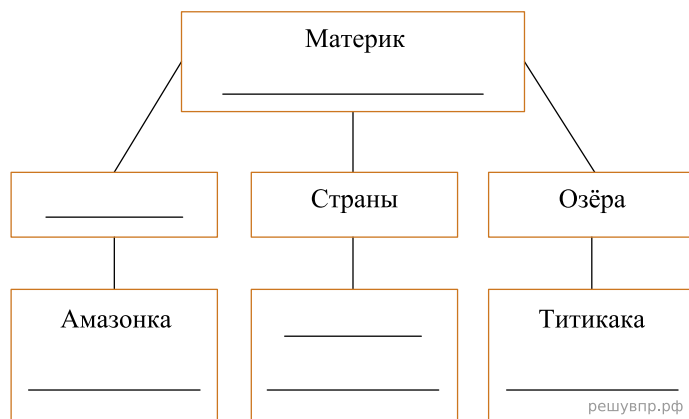 Материк
Страны
Озёра
Амазонка
Титикака
решувпр.рф